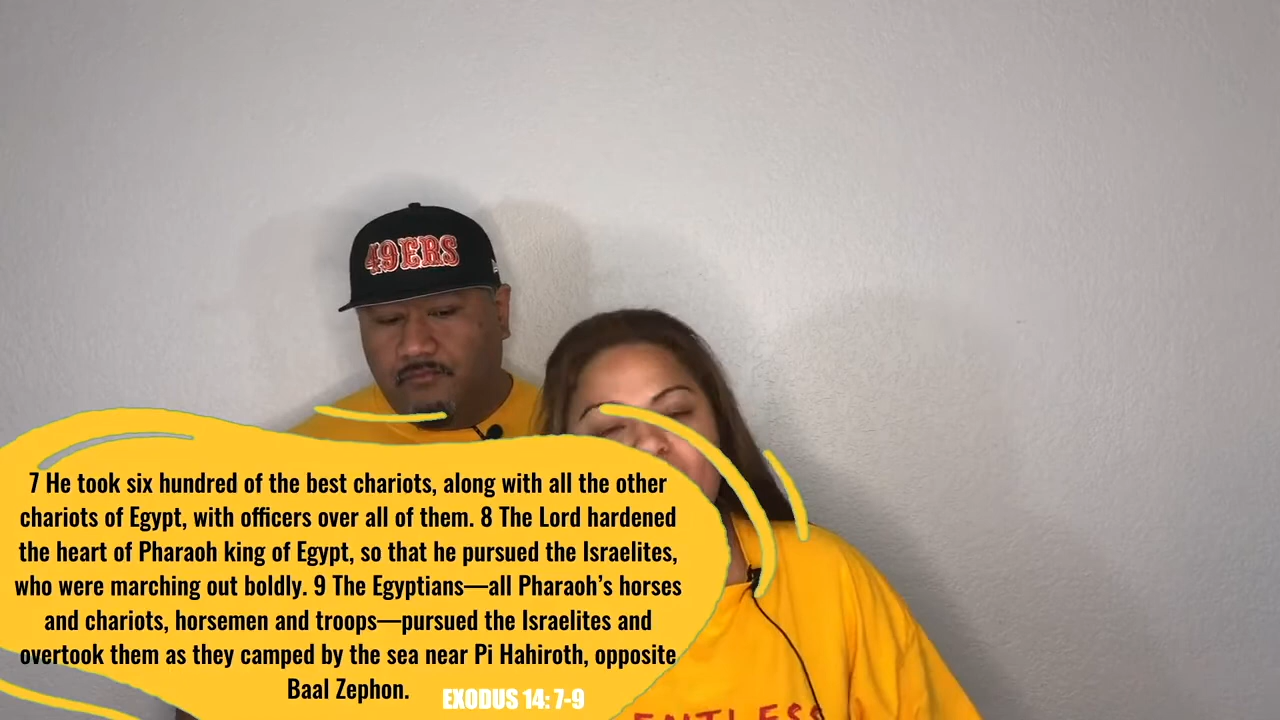 49ERS
7 He took six hundred of the best chariots, along with all the other
chariots of Egypt, with officers over all of them. 8 The Lord hardened
the heart of Pharaoh king of Egypt, so that he pursued the Israelites,
who were marching out boldly. 9 The Egyptians—all Pharaoh’s horses
and chariots, horsemen and troops—pursued the Israelites and
overtook them as they camped by the sea near Pi Hahiroth, opposite
Baal Zephon.
EXODUS 14: 7-9